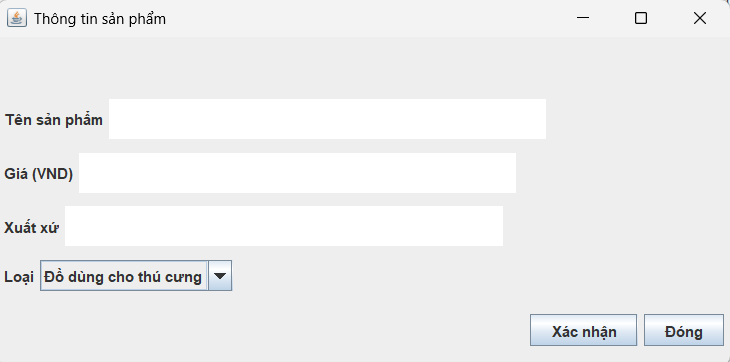 Thông tin sản phẩm
Tên sản phẩm
Giá (VND)
Xuất xứ
Loại Đồ dùng cho thú cưng
Xác nhận Đóng